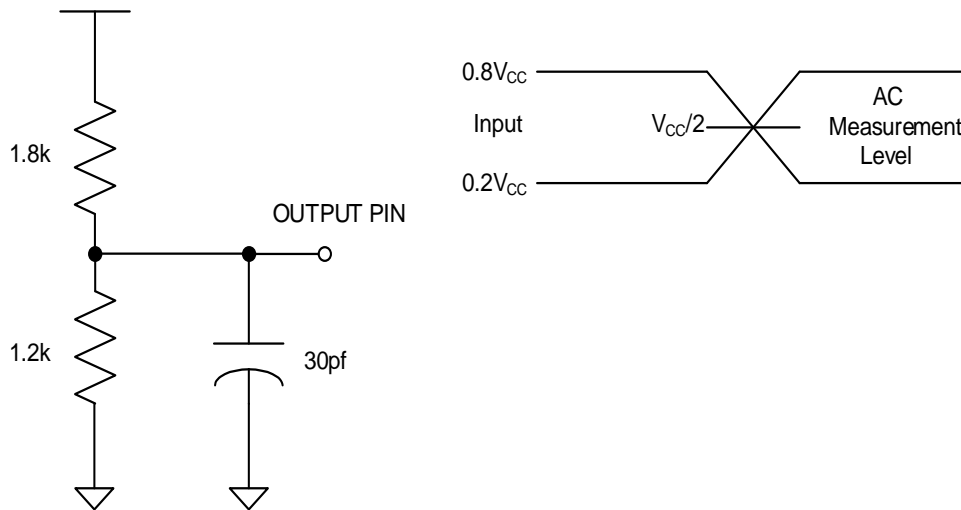 1.8k
1.2k
OUTPUT PIN
30pf
0.8VCC
Input
0.2VCC
VCC/2
AC
Measurement
Level